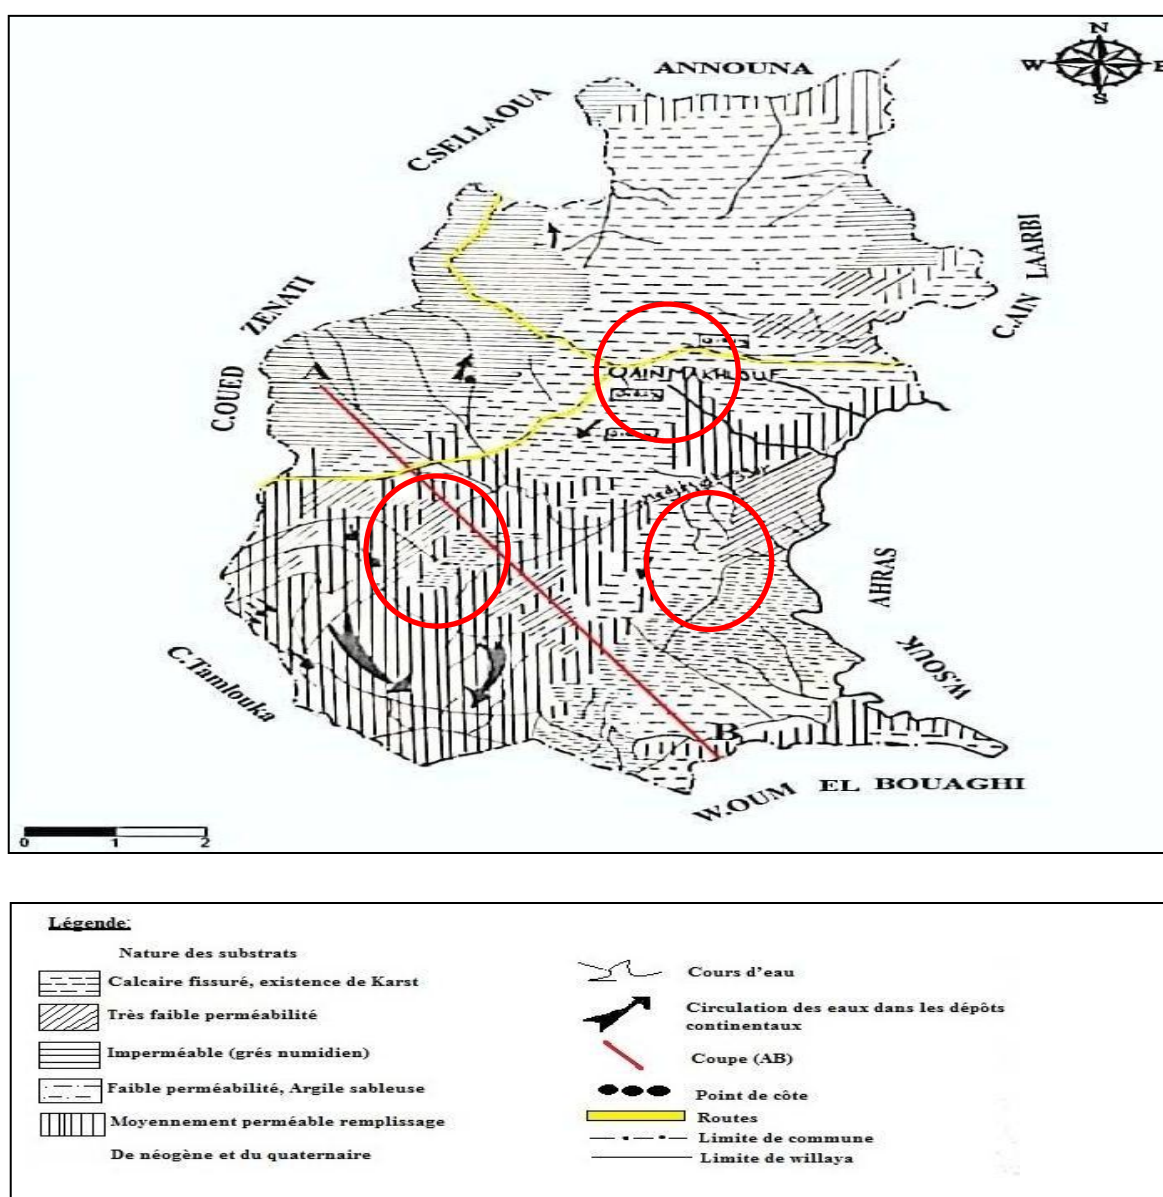 N
W E
S
ANNOUNA
C.SELLAOUA
C.AIN LAARBI
ZENATI
C.OUED
A
OAIN MAKHLOUF
AHRAS
W.SOUK
C.Tamlouka
B
W.OUM EL BOUAGHI
0 1 2
Légende:
Nature des substrats
Calcaire fissuré, existence de Karst
Très faible perméabilité
Imperméable (grés numidien)
Faible perméabilité, Argile sableuse
Moyennement perméable remplissage
De néogène et du quaternaire
Cours d'eau
Circulation des eaux dans les dépôts
continentaux
Coupe (AB)
Point de côte
Routes
Limite de commune
Limite de willaya